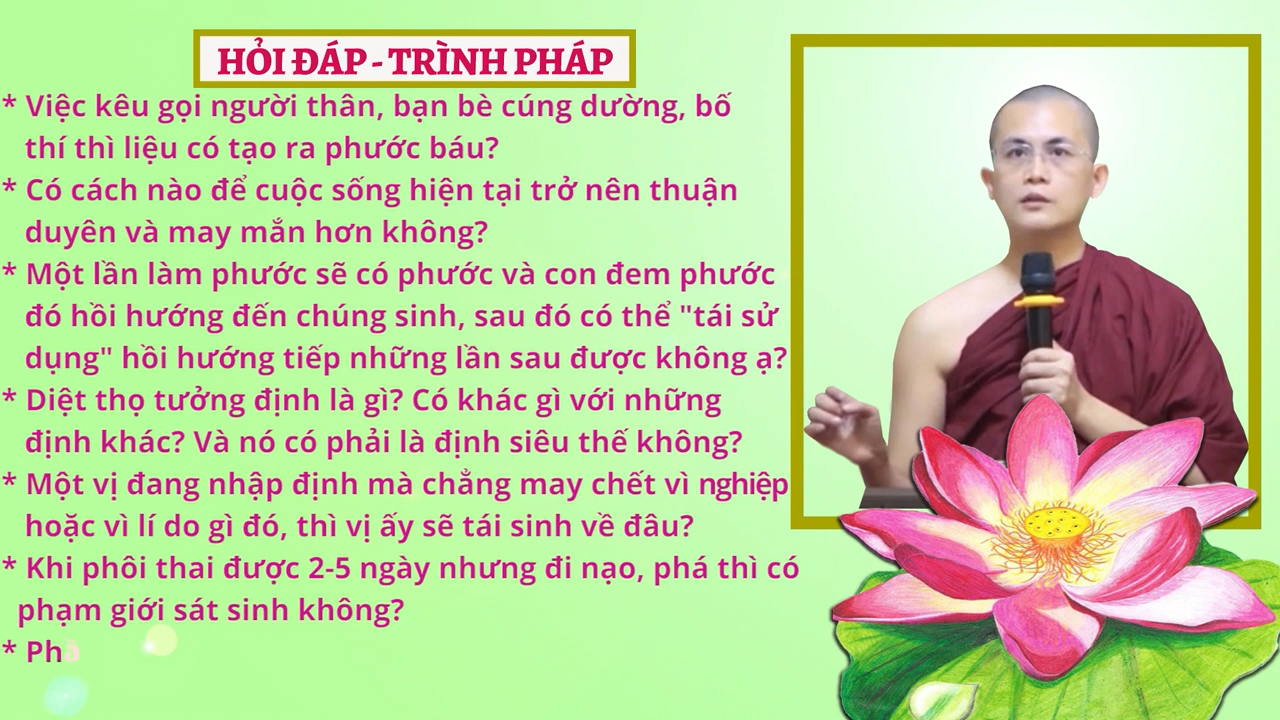 HỎI ĐÁP - TRÌNH PHÁP
* Việc kêu gọi người thân, bạn bè cúng dường, bố
thí thì liệu có tạo ra phước báu?
* Có cách nào để cuộc sống hiện tại trở nên thuận
duyên và may mắn hơn không?
* Một lần làm phước sẽ có phước và con đem phước
đó hồi hướng đến chúng sinh, sau đó có thể "tái sử
dụng" hồi hướng tiếp những lần sau được không ạ?
* Diệt thọ tưởng định là gì? Có khác gì với những
định khác? Và nó có phải là định siêu thế không?
* Một vị đang nhập định mà chẳng may chết vì nghiệp
hoặc vì lí do gì đó, thì vị ấy sẽ tái sinh về đâu?
* Khi phôi thai được 2-5 ngày nhưng đi nạo, phá thì có
phạm giới sát sinh không?
* Ph